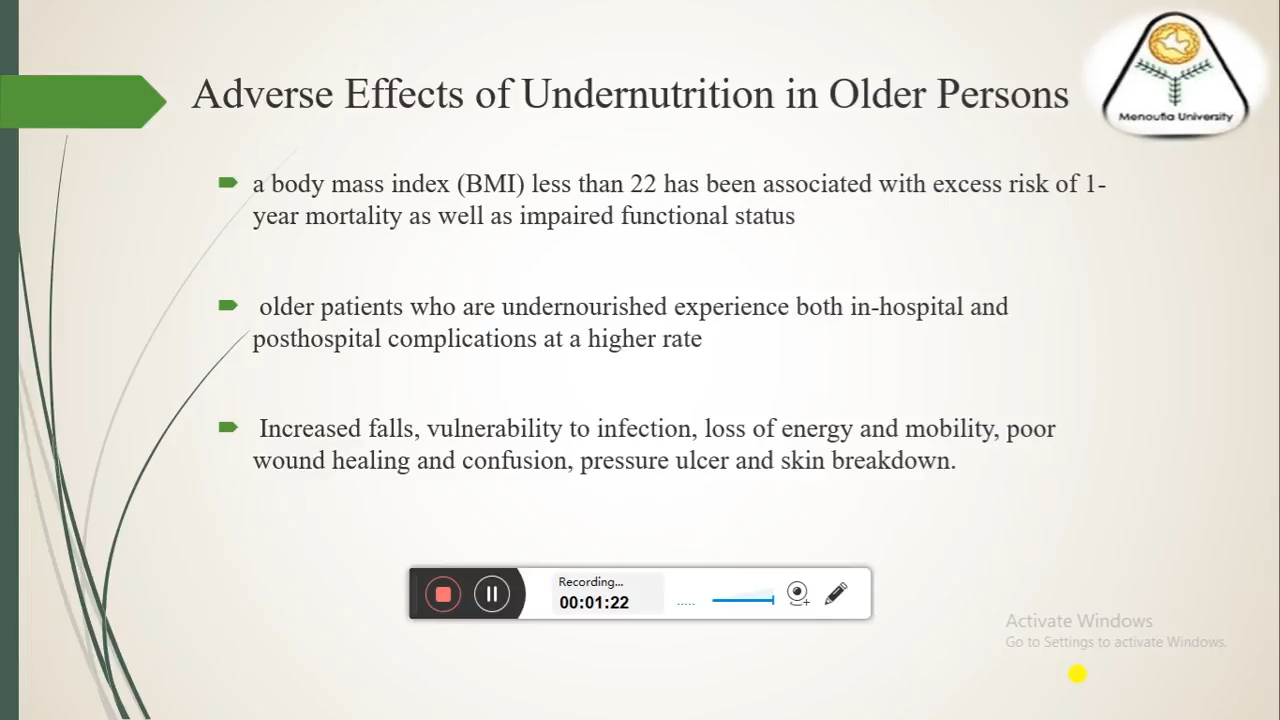 Menoufia University
Adverse Effects of Undernutrition in Older Persons
a body mass index (BMI) less than 22 has been associated with excess risk of 1-
year mortality as well as impaired functional status
older patients who are undernourished experience both in-hospital and
posthospital complications at a higher rate
Increased falls, vulnerability to infection, loss of energy and mobility, poor
wound healing and confusion, pressure ulcer and skin breakdown.
Recording...
00:01:22
Activate Windows
Go to Settings to activate Windows.